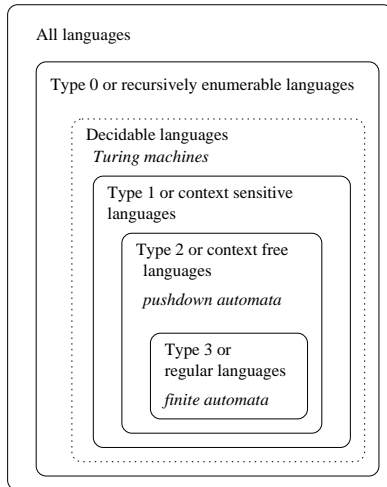 All languages
Type 0 or recursively enumerable languages
Decidable languages
Turing machines
Type 1 or context sensitive
languages
Type 2 or context free
languages
pushdown automata
Type 3 or
regular languages
finite automata